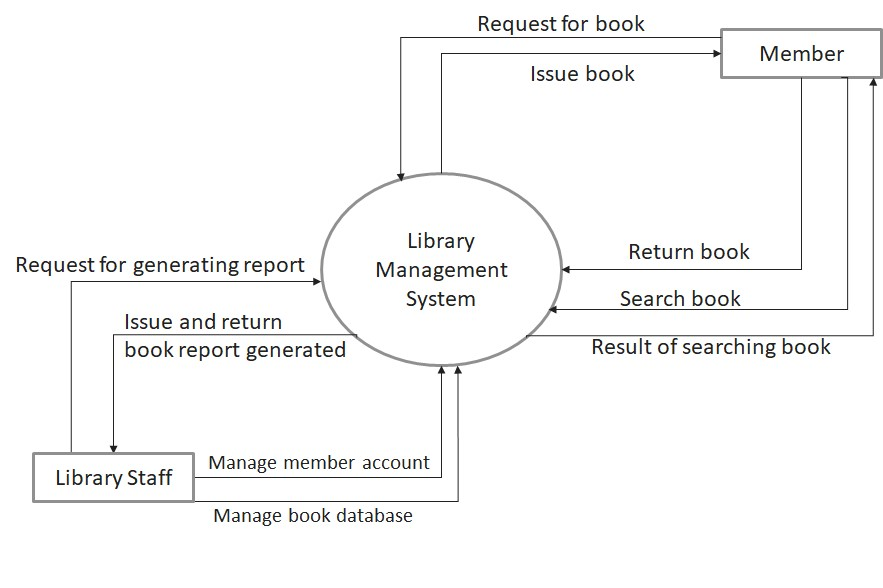 Request for book
Member
Issue book
Library
Management
System
Return book
Request for generating report
Search book
Issue and return
book report generated
Result of searching book
Manage member account
Library Staff
Manage book database